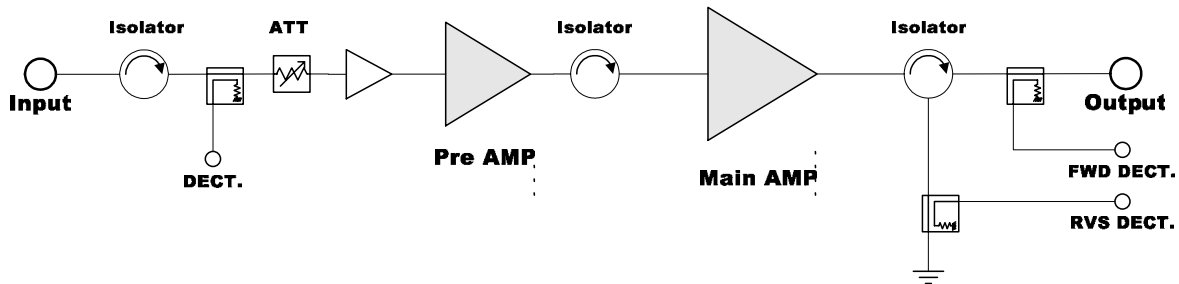 Isolator
ATT
Isolator
Isolator
Input
Output
DECT.
Pre AMP
Main AMP
FWD DECT.
RVS DECT.